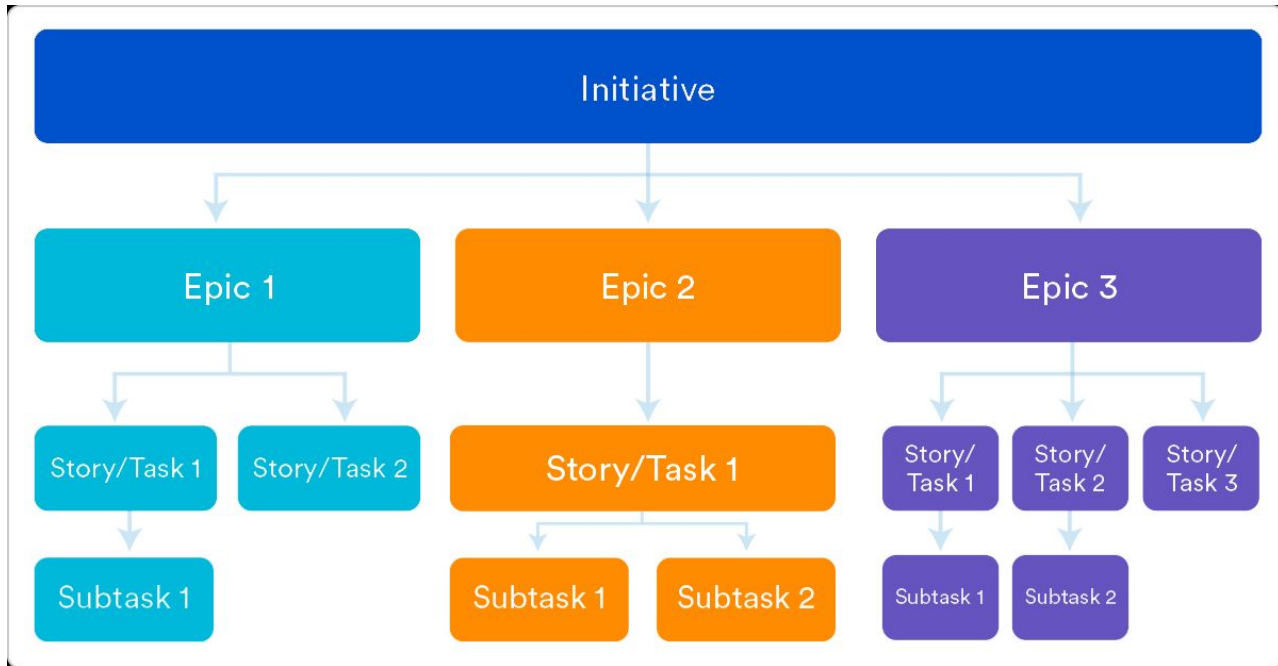 Initiative
Epic 1
Epic 2
Epic 3
Story/Task 1
Story/Task 2
Story/Task 1
Story/
Task 1
Story/
Task 2
Story/
Task 3
Subtask 1
Subtask 1
Subtask 2
Subtask 1
Subtask 2